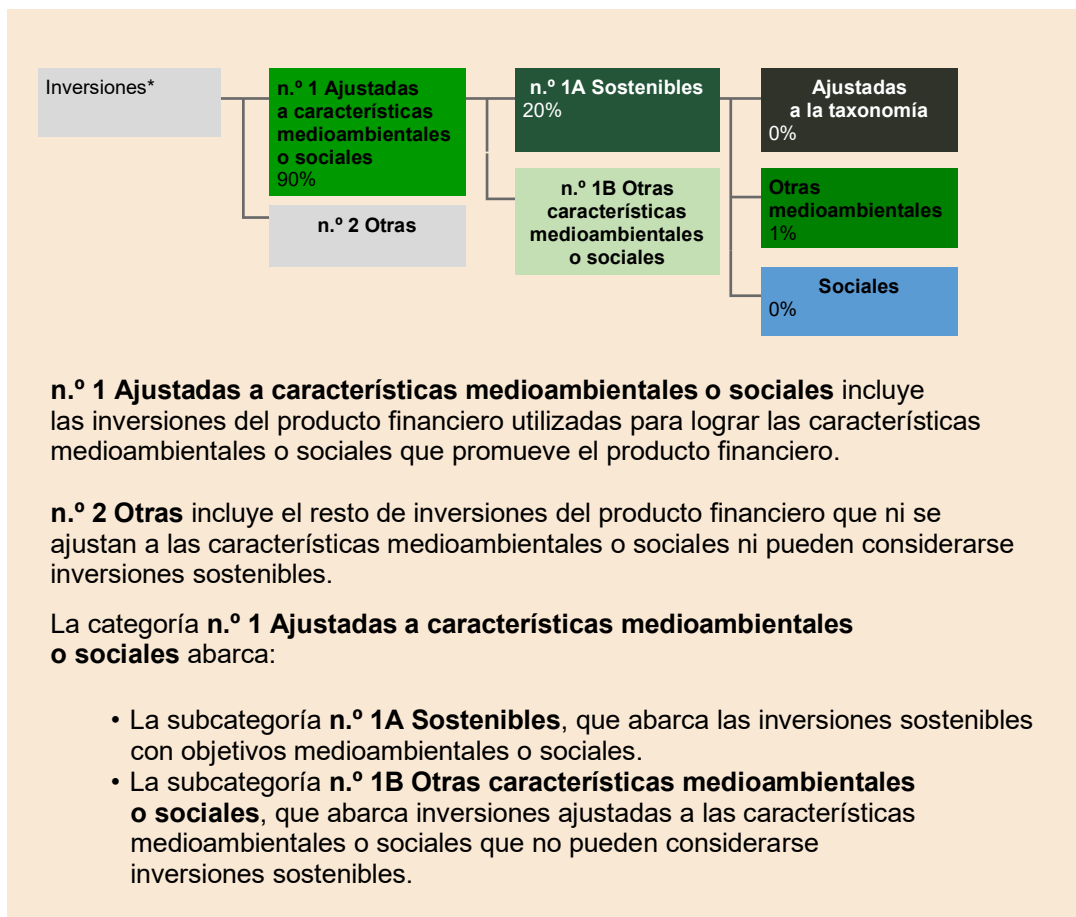 Inversiones*
n.º 1 Ajustadas
a características
medioambientales
o sociales
90%
n.º 2 Otras
n.º 1A Sostenibles
20%
n.º 1B Otras
características
medioambientales
o sociales
Ajustadas
a la taxonomía
0%
Otras
medioambientales
1%
Sociales
0%
n.º 1 Ajustadas a características medioambientales o sociales incluye
las inversiones del producto financiero utilizadas para lograr las características
medioambientales o sociales que promueve el producto financiero.
n.º 2 Otras incluye el resto de inversiones del producto financiero que ni se
ajustan a las características medioambientales o sociales ni pueden considerarse
inversiones sostenibles.
La categoría n.º 1 Ajustadas a características medioambientales
o sociales abarca:
• La subcategoría n.º 1A Sostenibles, que abarca las inversiones sostenibles
con objetivos medioambientales o sociales.
• La subcategoría n.º 1B Otras características medioambientales
o sociales, que abarca inversiones ajustadas a las características
medioambientales o sociales que no pueden considerarse
inversiones sostenibles.